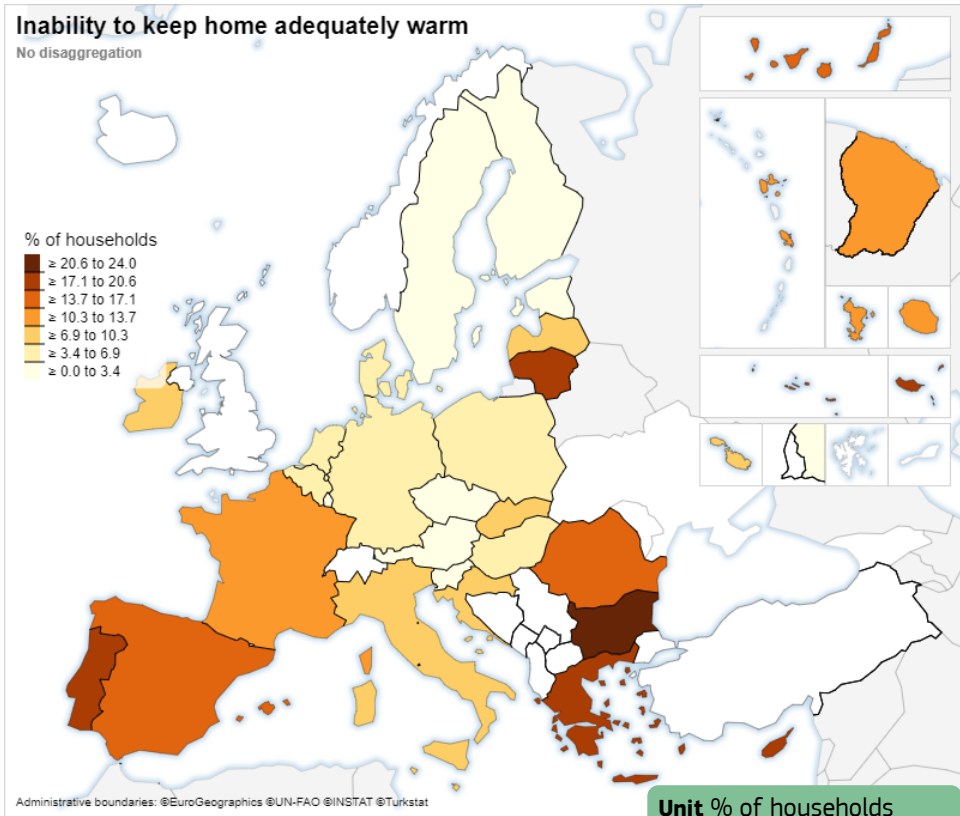 Inability to keep home adequately warm
No disaggregation
% of households
≥ 20.6 to 24.0
≥ 17.1 to 20.6
≥ 13.7 to 17.1
≥ 10.3 to 13.7
≥ 6.9 to 10.3
≥ 3.4 to 6.9
≥ 0.0 to 3.4
Administrative boundaries: ©EuroGeographics ©UN-FAO ©INSTAT ©Turkstat
Unit % of households